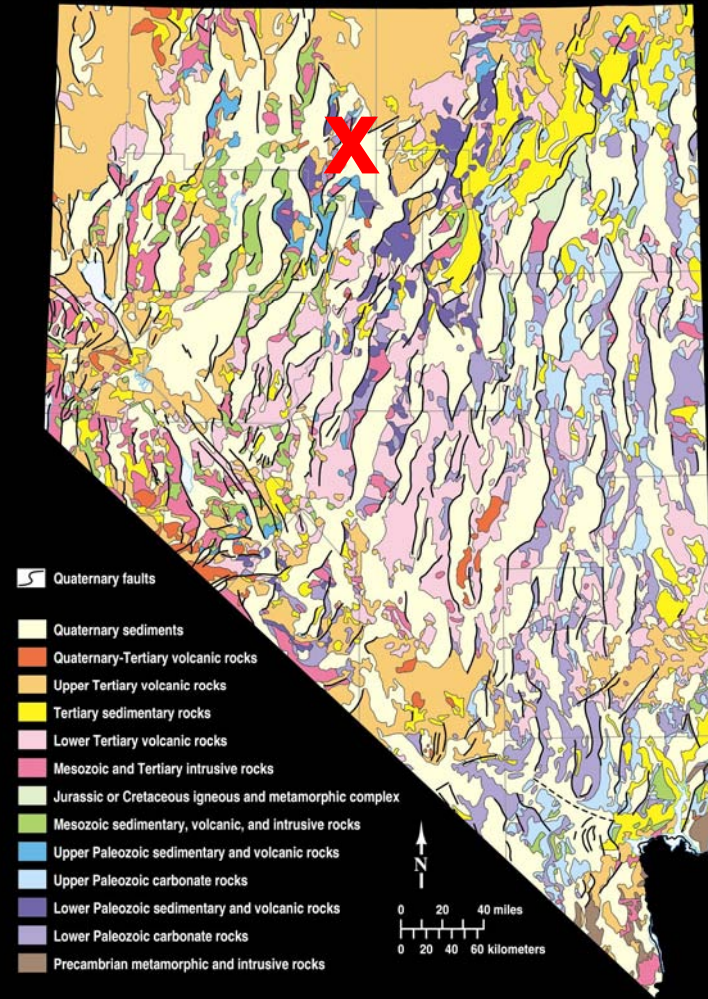 X
Quaternary faults
Quaternary sediments
Quaternary-Tertiary volcanic rocks
Upper Tertiary volcanic rocks
Tertiary sedimentary rocks
Lower Tertiary volcanic rocks
Mesozoic and Tertiary intrusive rocks
Jurassic or Cretaceous igneous and metamorphic complex
Mesozoic sedimentary, volcanic, and intrusive rocks
Upper Paleozoic sedimentary and volcanic rocks
Upper Paleozoic carbonate rocks
Lower Paleozoic sedimentary and volcanic rocks
Lower Paleozoic carbonate rocks
Precambrian metamorphic and intrusive rocks
N
0 20 40 miles
0 20 40 60 kilometers